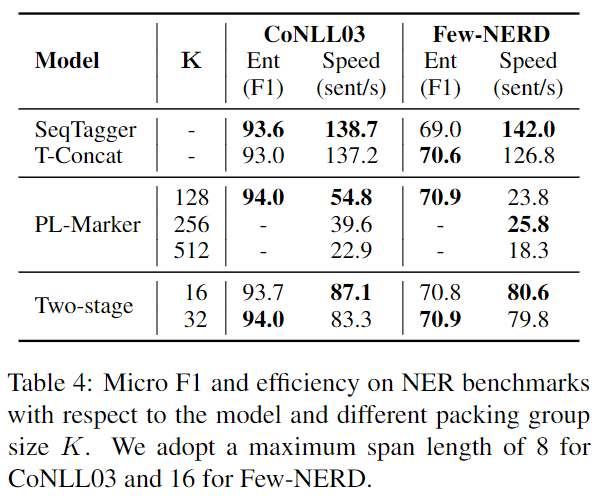 CoNLL03 Few-NERD
Model K Ent Speed Ent Speed
(F1) (sent/s) (F1) (sent/s)
SeqTagger - 93.6 138.7 69.0 142.0
T-Concat - 93.0 137.2 70.6 126.8
128 94.0 54.8 70.9 23.8
PL-Marker 256 - 39.6 - 25.8
512 - 22.9 - 18.3
Two-stage 16 93.7 87.1 70.8 80.6
32 94.0 83.3 70.9 79.8
Table 4: Micro F1 and efficiency on NER benchmarks
with respect to the model and different packing group
size K. We adopt a maximum span length of 8 for
CoNLL03 and 16 for Few-NERD.